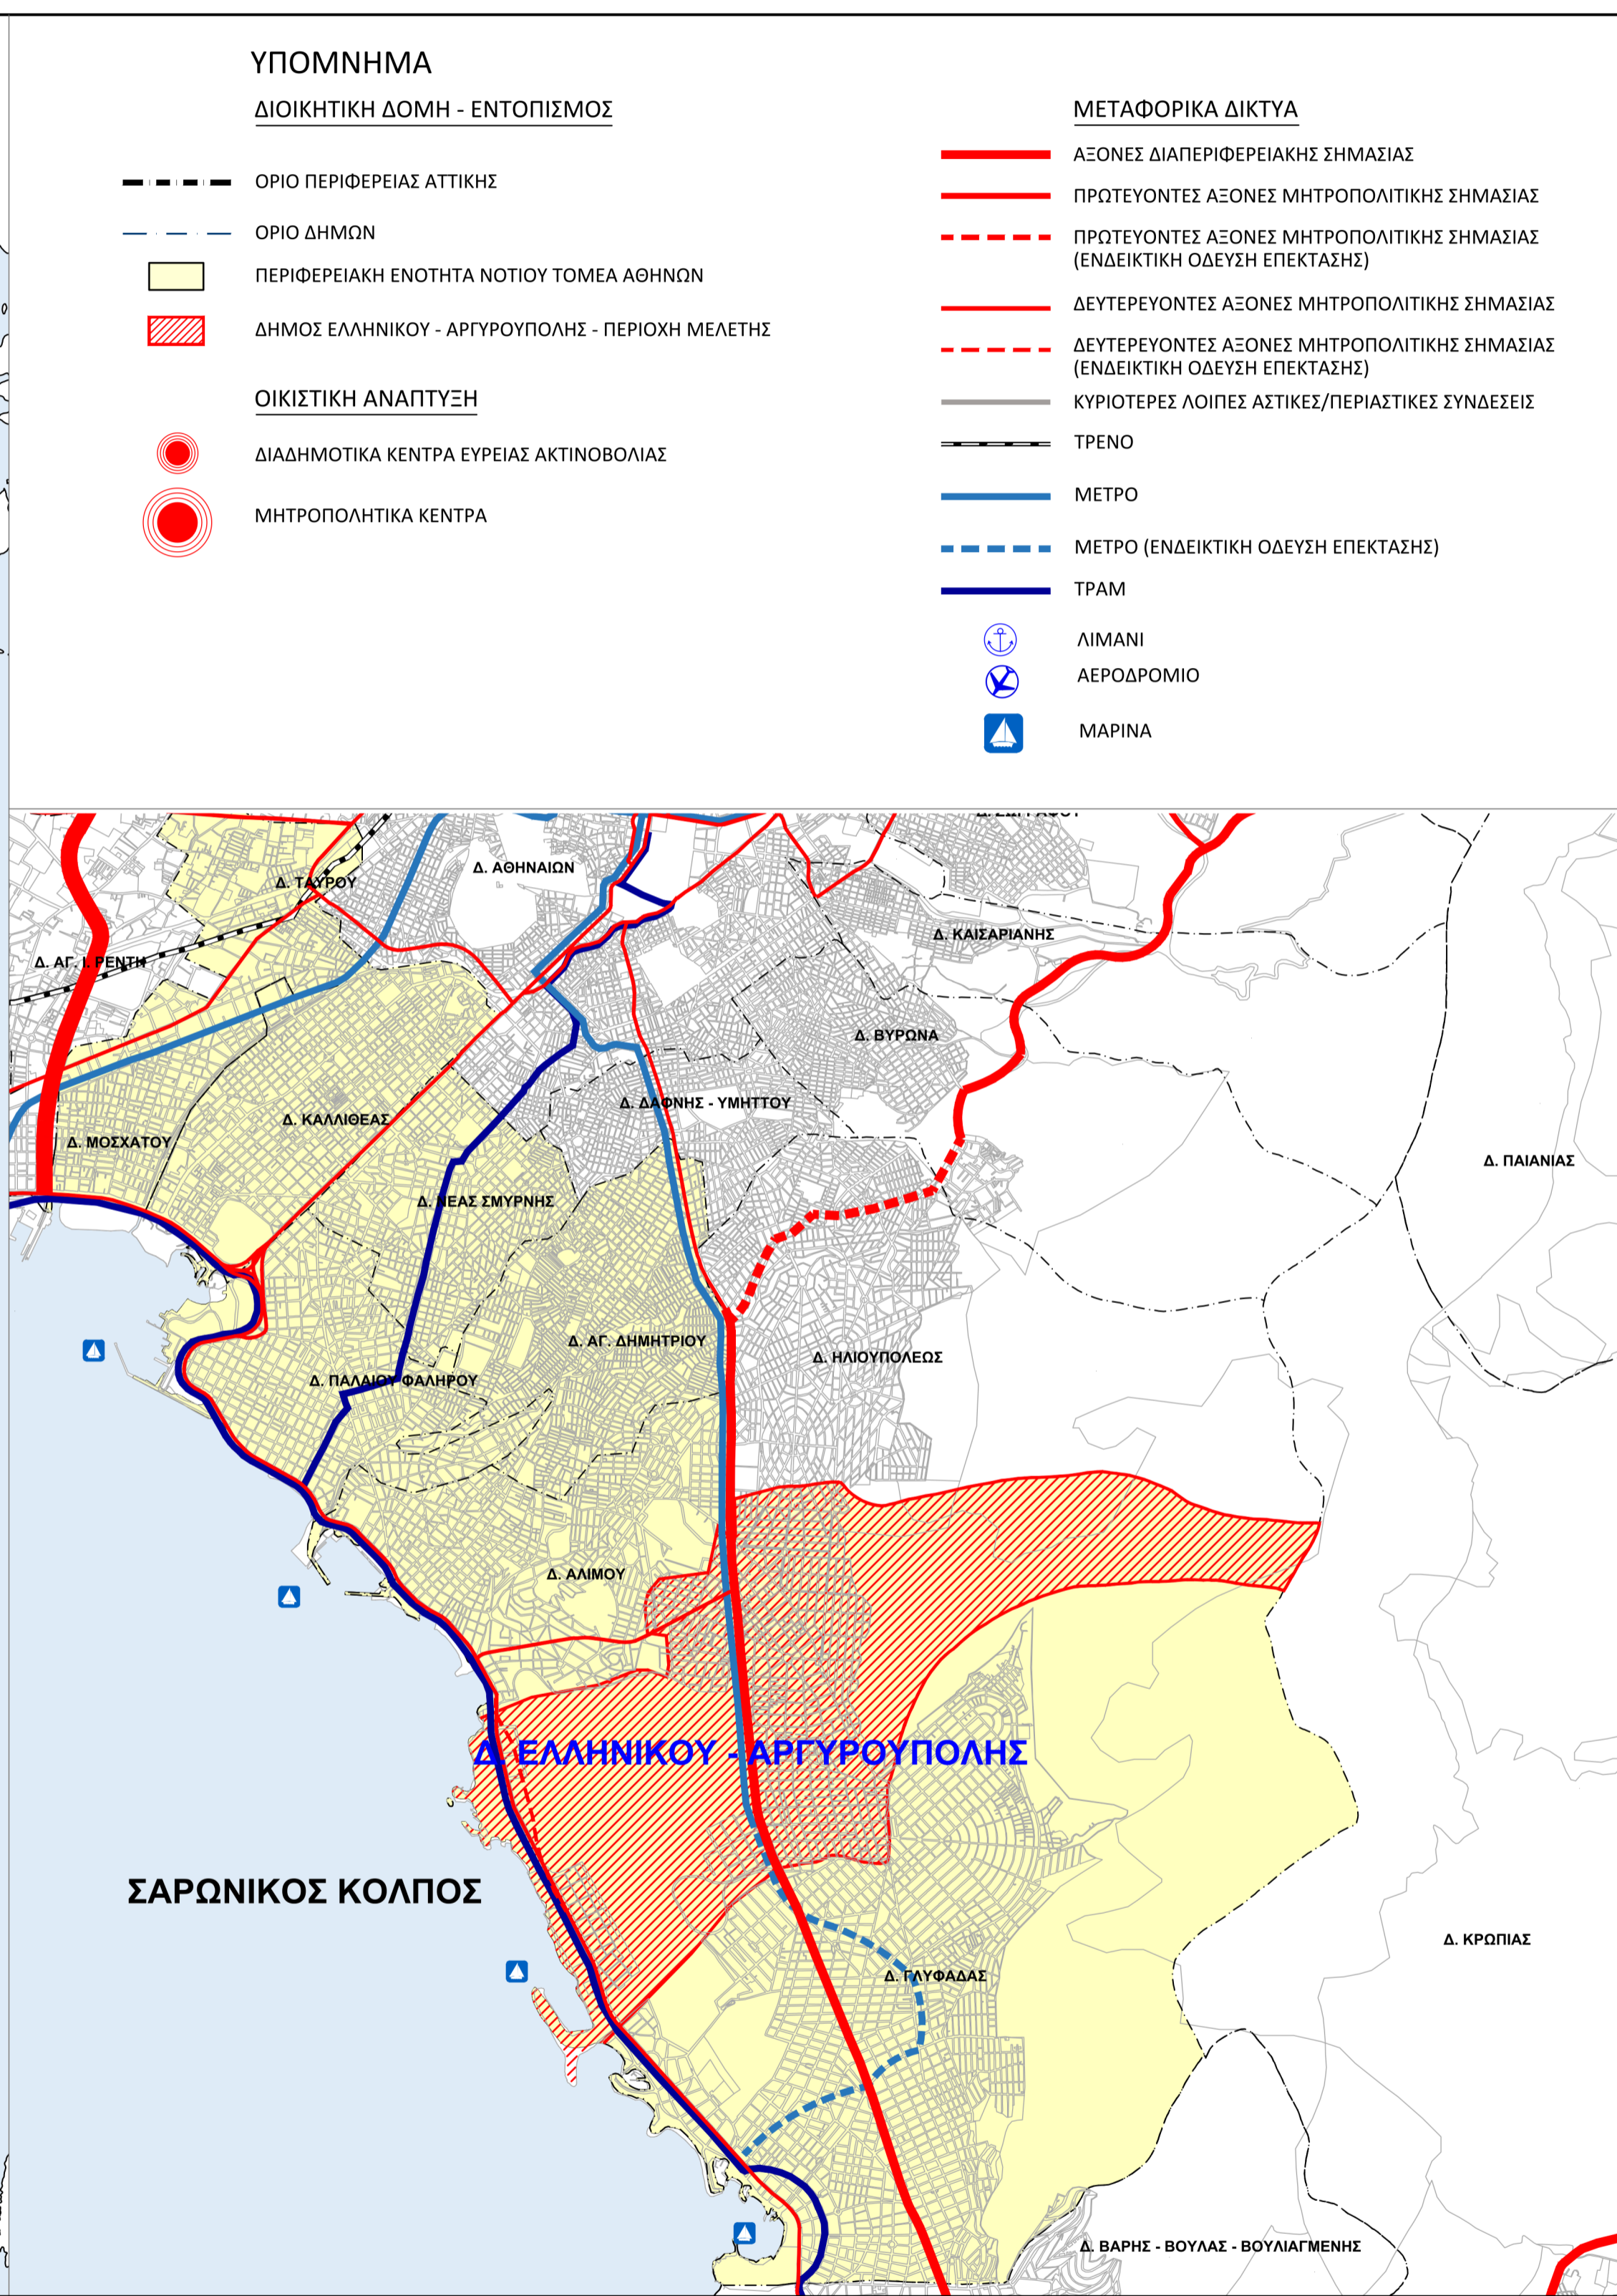 ΥΠΟΜΝΗΜΑ
ΔΙΟΙΚΗΤΙΚΗ ΔΟΜΗ - ΕΝΤΟΠΙΣΜΟΣ
ΟΡΙΟ ΠΕΡΙΦΕΡΕΙΑΣ ΑΤΤΙΚΗΣ
ΟΡΙΟ ΔΗΜΩΝ
ΠΕΡΙΦΕΡΕΙΑΚΗ ΕΝΟΤΗΤΑ ΝΟΤΙΟΥ ΤΟΜΕΑ ΑΘΗΝΩΝ
ΔΗΜΟΣ ΕΛΛΗΝΙΚΟΥ - ΑΡΓΥΡΟΥΠΟΛΗΣ - ΠΕΡΙΟΧΗ ΜΕΛΕΤΗΣ
ΟΙΚΙΣΤΙΚΗ ΑΝΑΠΤΥΞΗ
ΔΙΑΔΗΜΟΤΙΚΑ ΚΕΝΤΡΑ ΕΥΡΕΙΑΣ ΑΚΤΙΝΟΒΟΛΙΑΣ
ΜΗΤΡΟΠΟΛΗΤΙΚΑ ΚΕΝΤΡΑ
ΜΕΤΑΦΟΡΙΚΑ ΔΙΚΤΥΑ
ΑΞΟΝΕΣ ΔΙΑΠΕΡΙΦΕΡΕΙΑΚΗΣ ΣΗΜΑΣΙΑΣ
ΠΡΩΤΕΥΟΝΤΕΣ ΑΞΟΝΕΣ ΜΗΤΡΟΠΟΛΙΤΙΚΗΣ ΣΗΜΑΣΙΑΣ
ΠΡΩΤΕΥΟΝΤΕΣ ΑΞΟΝΕΣ ΜΗΤΡΟΠΟΛΙΤΙΚΗΣ ΣΗΜΑΣΙΑΣ
(ΕΝΔΕΙΚΤΙΚΗ ΟΔΕΥΣΗ ΕΠΕΚΤΑΣΗΣ)
ΔΕΥΤΕΡΕΥΟΝΤΕΣ ΑΞΟΝΕΣ ΜΗΤΡΟΠΟΛΙΤΙΚΗΣ ΣΗΜΑΣΙΑΣ
ΔΕΥΤΕΡΕΥΟΝΤΕΣ ΑΞΟΝΕΣ ΜΗΤΡΟΠΟΛΙΤΙΚΗΣ ΣΗΜΑΣΙΑΣ
(ΕΝΔΕΙΚΤΙΚΗ ΟΔΕΥΣΗ ΕΠΕΚΤΑΣΗΣ)
ΚΥΡΙΟΤΕΡΕΣ ΛΟΙΠΕΣ ΑΣΤΙΚΕΣ/ΠΕΡΙΑΣΤΙΚΕΣ ΣΥΝΔΕΣΕΙΣ
ΤΡΕΝΟ
ΜΕΤΡΟ
ΜΕΤΡΟ (ΕΝΔΕΙΚΤΙΚΗ ΟΔΕΥΣΗ ΕΠΕΚΤΑΣΗΣ)
ΤΡΑΜ
ΛΙΜΑΝΙ
ΑΕΡΟΔΡΟΜΙΟ
ΜΑΡΙΝΑ
Δ. ΑΘΗΝΑΙΩΝ
Δ. ΤΑΥΡΟΥ
Δ. ΚΑΙΣΑΡΙΑΝΗΣ
Δ. ΑΓ. Ι. ΡΕΝΤΗ
Δ. ΒΥΡΩΝΑ
Δ. ΔΑΦΝΗΣ - ΥΜΗΤΤΟΥ
Δ. ΚΑΛΛΙΘΕΑΣ
Δ. ΜΟΣΧΑΤΟΥ
Δ. ΠΑΙΑΝΙΑΣ
Δ. ΝΕΑΣ ΣΜΥΡΝΗΣ
Δ. ΑΓ. ΔΗΜΗΤΡΙΟΥ
Δ. ΗΛΙΟΥΠΟΛΕΩΣ
Δ. ΠΑΛΑΙΟΥ ΦΑΛΗΡΟΥ
Δ. ΑΛΙΜΟΥ
Δ. ΕΛΛΗΝΙΚΟΥ - ΑΡΓΥΡΟΥΠΟΛΗΣ
ΣΑΡΩΝΙΚΟΣ ΚΟΛΠΟΣ
Δ. ΚΡΩΠΙΑΣ
Δ. ΓΛΥΦΑΔΑΣ
Δ. ΒΑΡΗΣ - ΒΟΥΛΑΣ - ΒΟΥΛΙΑΓΜΕΝΗΣ